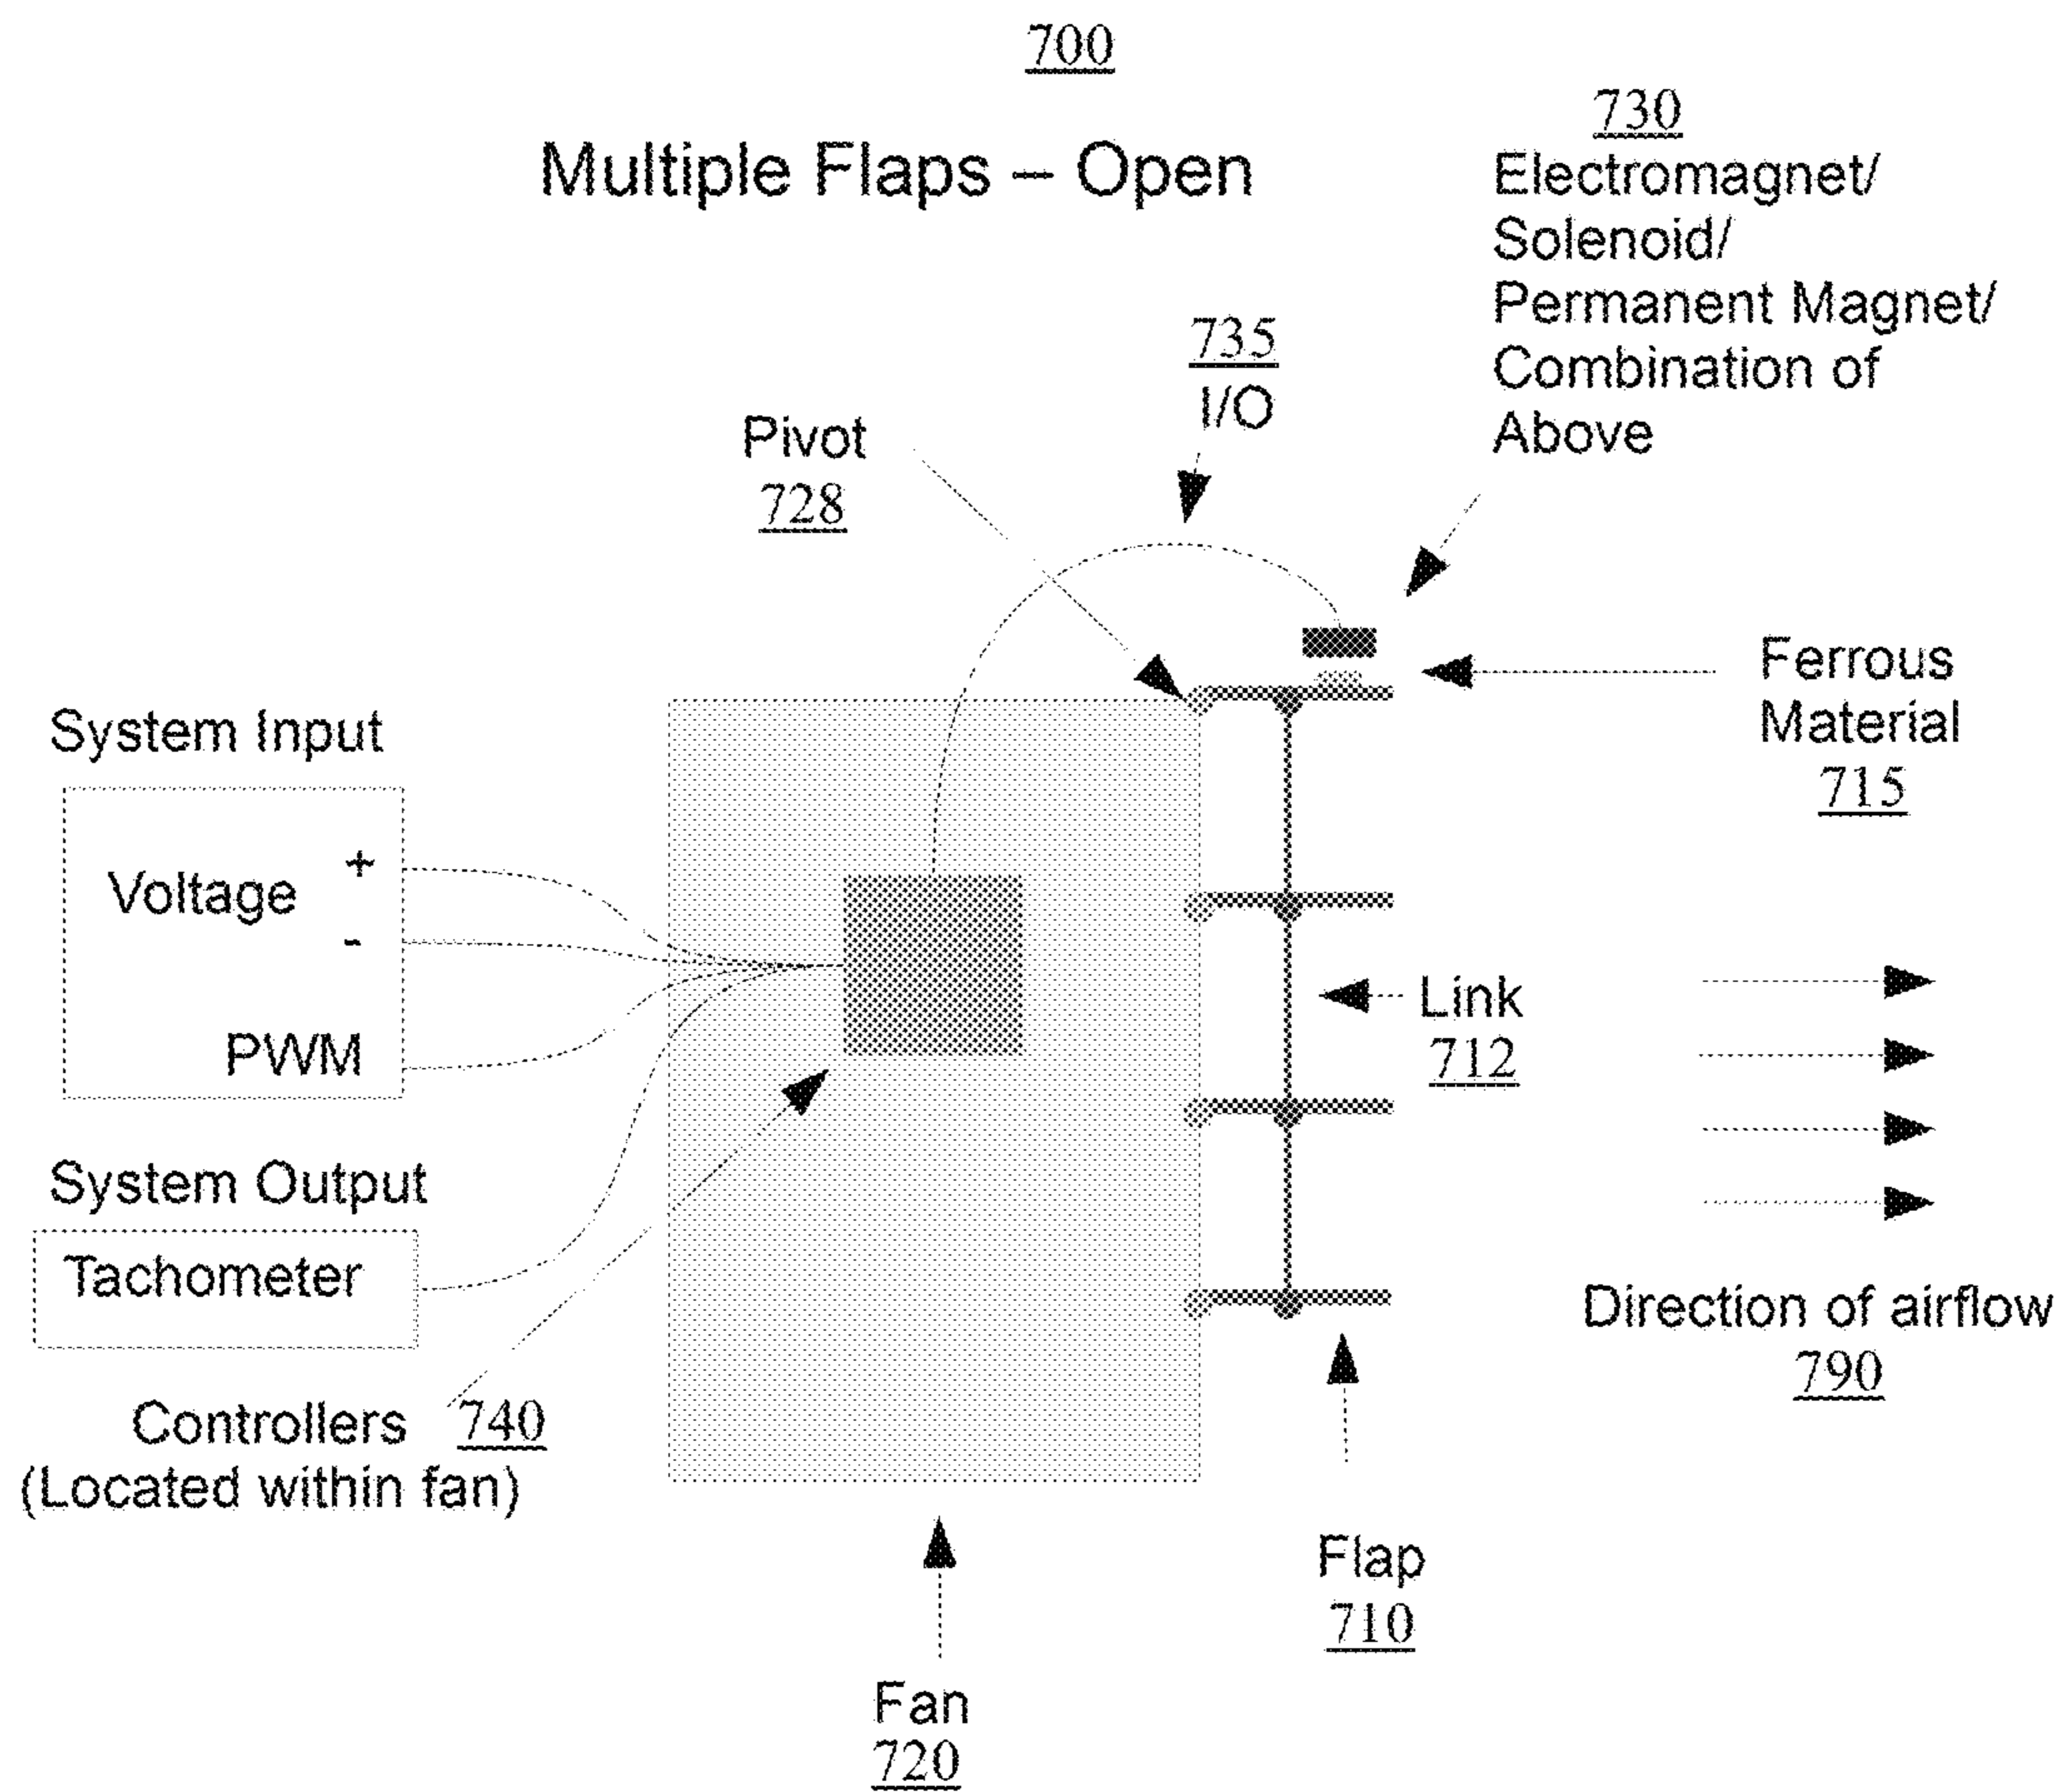 700
Multiple Flaps – Open
730
Electromagnet/
Solenoid/
Permanent Magnet/
Combination of
Above
735
I/O
Pivot
728
Ferrous
Material
715
System Input
Voltage
+
-
PWM
Link
712
System Output
Tachometer
Direction of airflow
790
Controllers 740
(Located within fan)
Flap
710
Fan
720